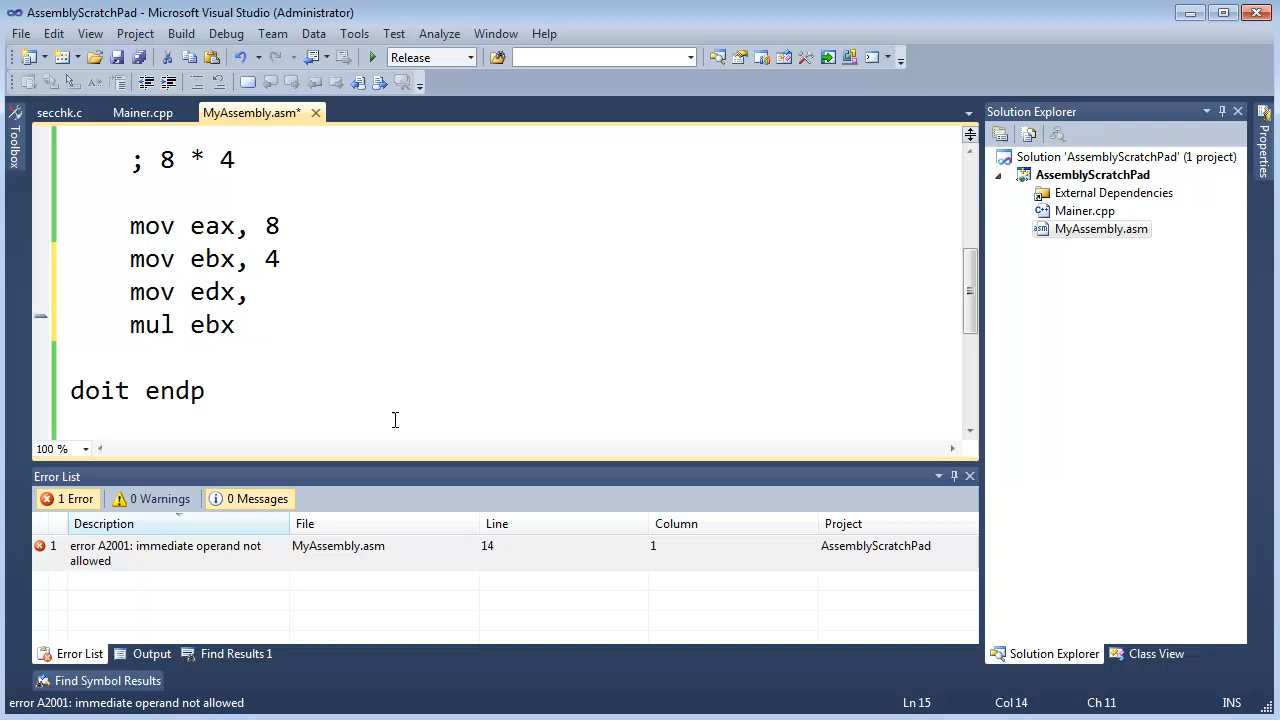 AssemblyScratchPad - Microsoft Visual Studio (Administrator)
File Edit View Project Build Debug Team Data Tools Test Analyze Window Help
Release
secchk.c Mainer.cpp MyAssembly.asm*
Toolbox
; 8 * 4
mov eax, 8
mov ebx, 4
mov edx,
mul ebx
doit endp
100 %
Solution Explorer
Solution 'AssemblyScratchPad' (1 project)
AssemblyScratchPad
External Dependencies
Mainer.cpp
MyAssembly.asm
Properties
Error List
1 Error 0 Warnings 0 Messages
Description File Line Column Project
1 error A2001: immediate operand not allowed MyAssembly.asm 14 1 AssemblyScratchPad
Error List Output Find Results 1
Solution Explorer Class View
Find Symbol Results
error A2001: immediate operand not allowed Ln 15 Col 14 Ch 11 INS